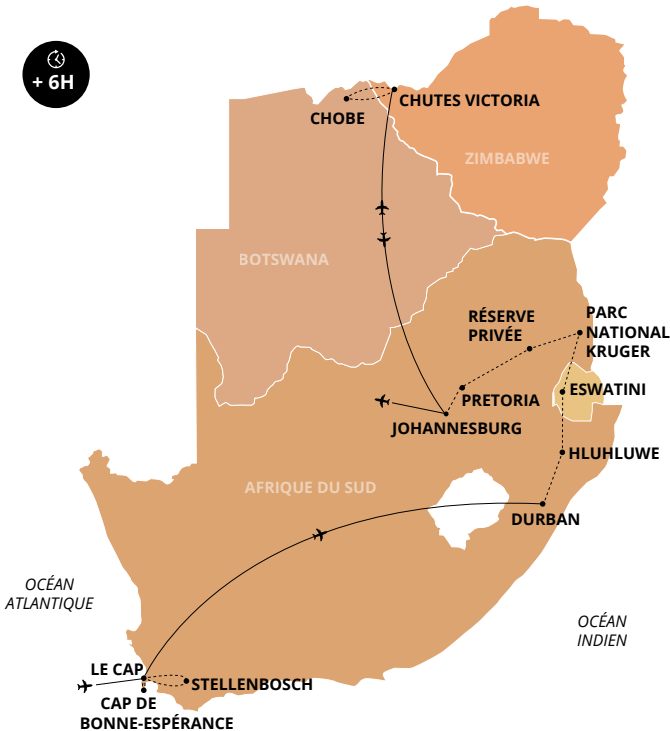 + 6H
CHUTES VICTORIA
CHOBE
ZIMBABWE
BOTSWANA
RÉSERVE
PRIVÉE
PARC
NATIONAL
KRUGER
ESWATINI
PRETORIA
JOHANNESBURG
HLUHLUWE
AFRIQUE DU SUD
DURBAN
OCÉAN
ATLANTIQUE
OCÉAN
INDIEN
LE CAP
STELLENBOSCH
CAP DE
BONNE-ESPÉRANCE